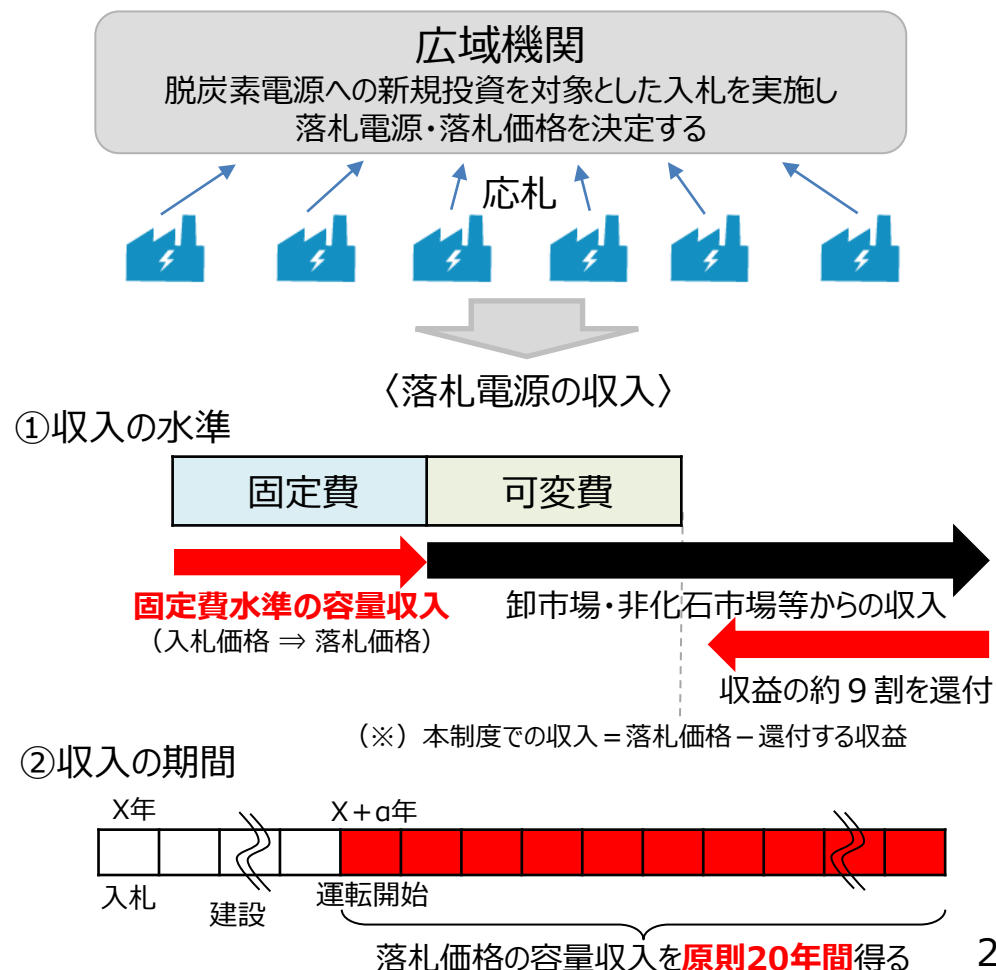 広域機関
脱炭素電源への新規投資を対象とした入札を実施し
落札電源・落札価格を決定する
応札
〈落札電源の収入〉
①収入の水準
固定費
可変費
固定費水準の容量収入
（入札価格 ⇒ 落札価格）
卸市場・非化石市場等からの収入
収益の約９割を還付
（※）本制度での収入＝落札価格－還付する収益
②収入の期間
X年
X＋α年
入札
建設
運転開始
落札価格の容量収入を原則20年間得る
2